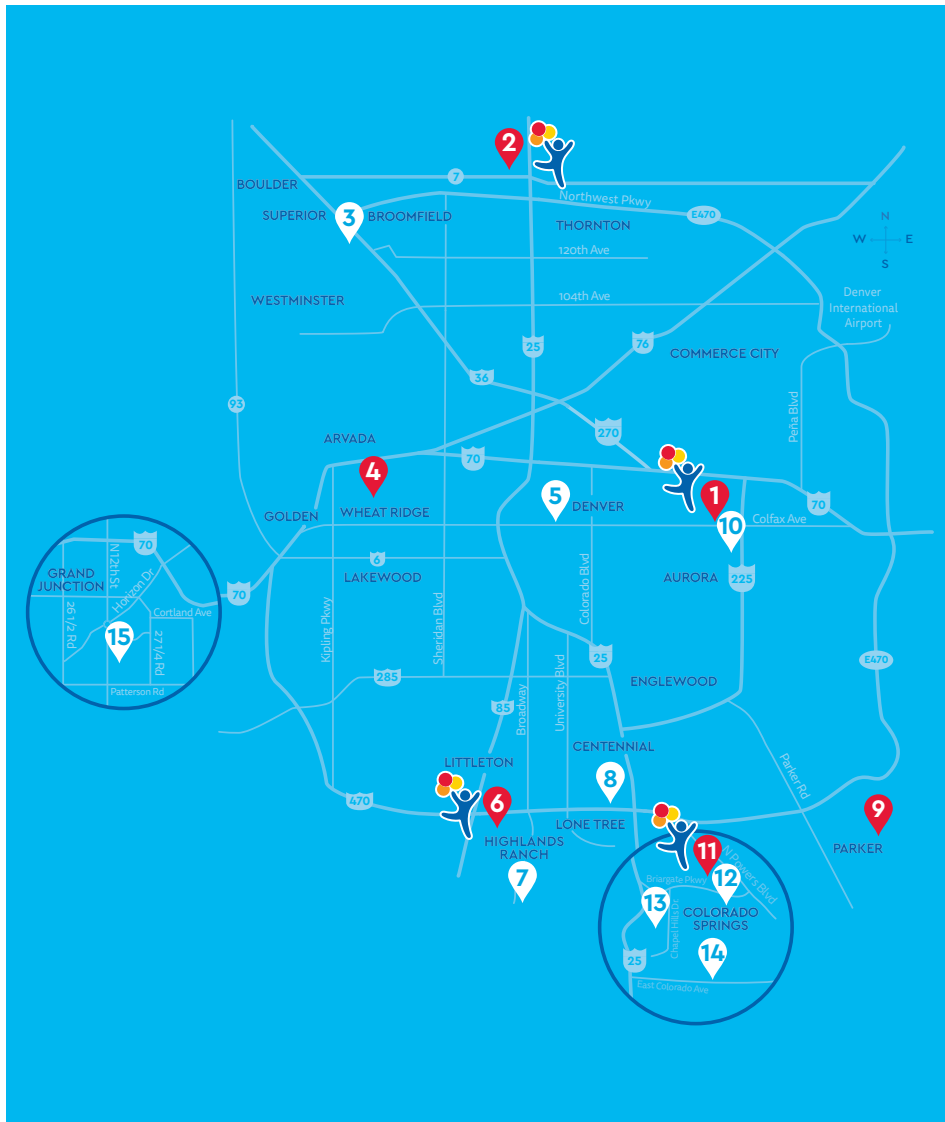 2
7
BOULDER
Northwest Pkwy
SUPERIOR
3
BROOMFIELD
THORNTON
E470
N
W
E
S
120th Ave
WESTMINSTER
104th Ave
Denver
International
Airport
25
76
COMMERCE CITY
36
93
Peña Blvd
270
ARVADA
70
4
5
1
70
GOLDEN
WHEAT RIDGE
DENVER
10
Colfax Ave
70
N 12th St
GRAND
JUNCTION
Horizon Dr
6
LAKEWOOD
Colorado Blvd
AURORA
225
70
26 1/2 Rd
Cortland Ave
15
27 1/4 Rd
Patterson Rd
Kipling Pkwy
Sheridan Blvd
25
E470
285
ENGLEWOOD
85
Broadway
University Blvd
CENTENNIAL
LITTLETON
8
Parker Rd
470
6
9
LONE TREE
HIGHLANDS
RANCH
7
PARKER
11
N Powers Blvd
Briargate Pkwy
12
13
COLORADO
SPRINGS
Chapel Hills Dr
14
25
East Colorado Ave